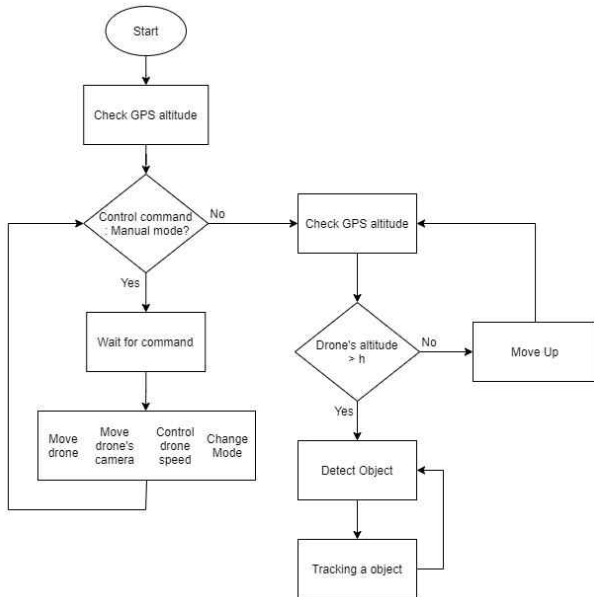 Start
Check GPS altitude
Control command
: Manual mode?
No
Yes
Wait for command
Move
drone
Move
drone's
camera
Control
drone
speed
Change
Mode
Check GPS altitude
Drone's altitude
> h
No
Move Up
Yes
Detect Object
Tracking a object